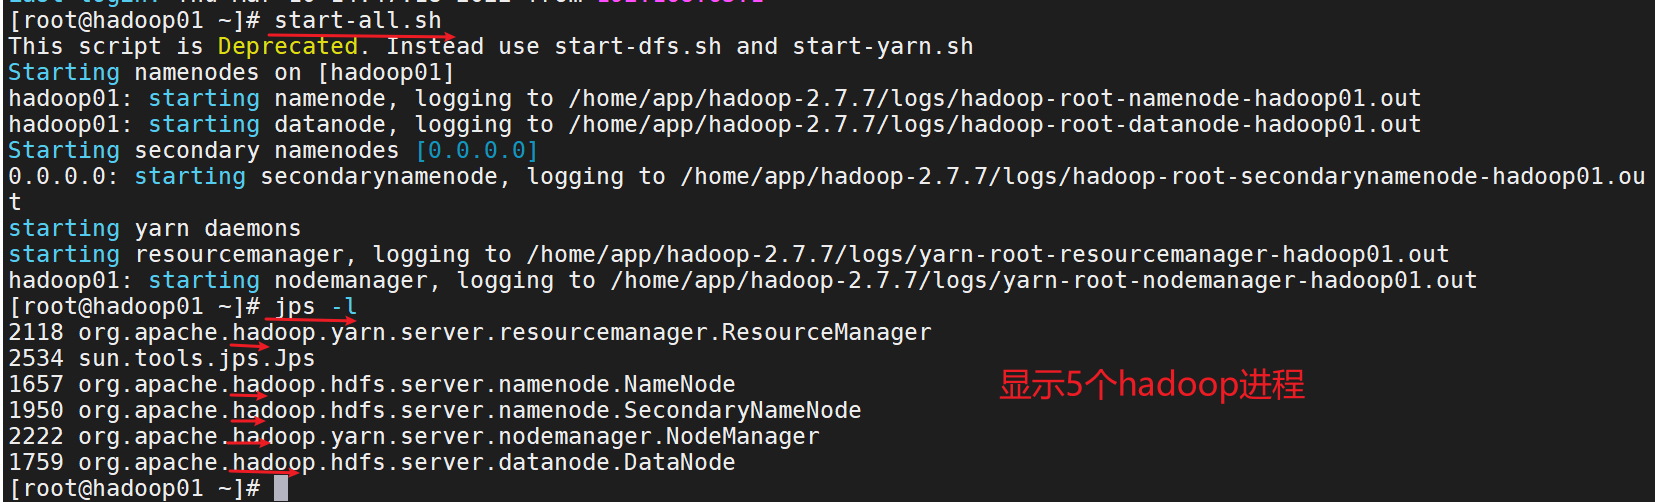 [root@hadoop01 ~]# start-all.sh
This script is Deprecated. Instead use start-dfs.sh and start-yarn.sh
Starting namenodes on [hadoop01]
hadoop01: starting namenode, logging to /home/app/hadoop-2.7.7/logs/hadoop-root-namenode-hadoop01.out
hadoop01: starting datanode, logging to /home/app/hadoop-2.7.7/logs/hadoop-root-datanode-hadoop01.out
Starting secondary namenodes [0.0.0.0]
0.0.0.0: starting secondarynamenode, logging to /home/app/hadoop-2.7.7/logs/hadoop-root-secondarynamenode-hadoop01.ou
t
starting yarn daemons
starting resourcemanager, logging to /home/app/hadoop-2.7.7/logs/yarn-root-resourcemanager-hadoop01.out
hadoop01: starting nodemanager, logging to /home/app/hadoop-2.7.7/logs/yarn-root-nodemanager-hadoop01.out
[root@hadoop01 ~]# jps -l
2118 org.apache.hadoop.yarn.server.resourcemanager.ResourceManager
2534 sun.tools.jps.Jps
1657 org.apache.hadoop.hdfs.server.namenode.NameNode
显示5个hadoop进程
1950 org.apache.hadoop.hdfs.server.namenode.SecondaryNameNode
2222 org.apache.hadoop.yarn.server.nodemanager.NodeManager
1759 org.apache.hadoop.hdfs.server.datanode.DataNode
[root@hadoop01 ~]#